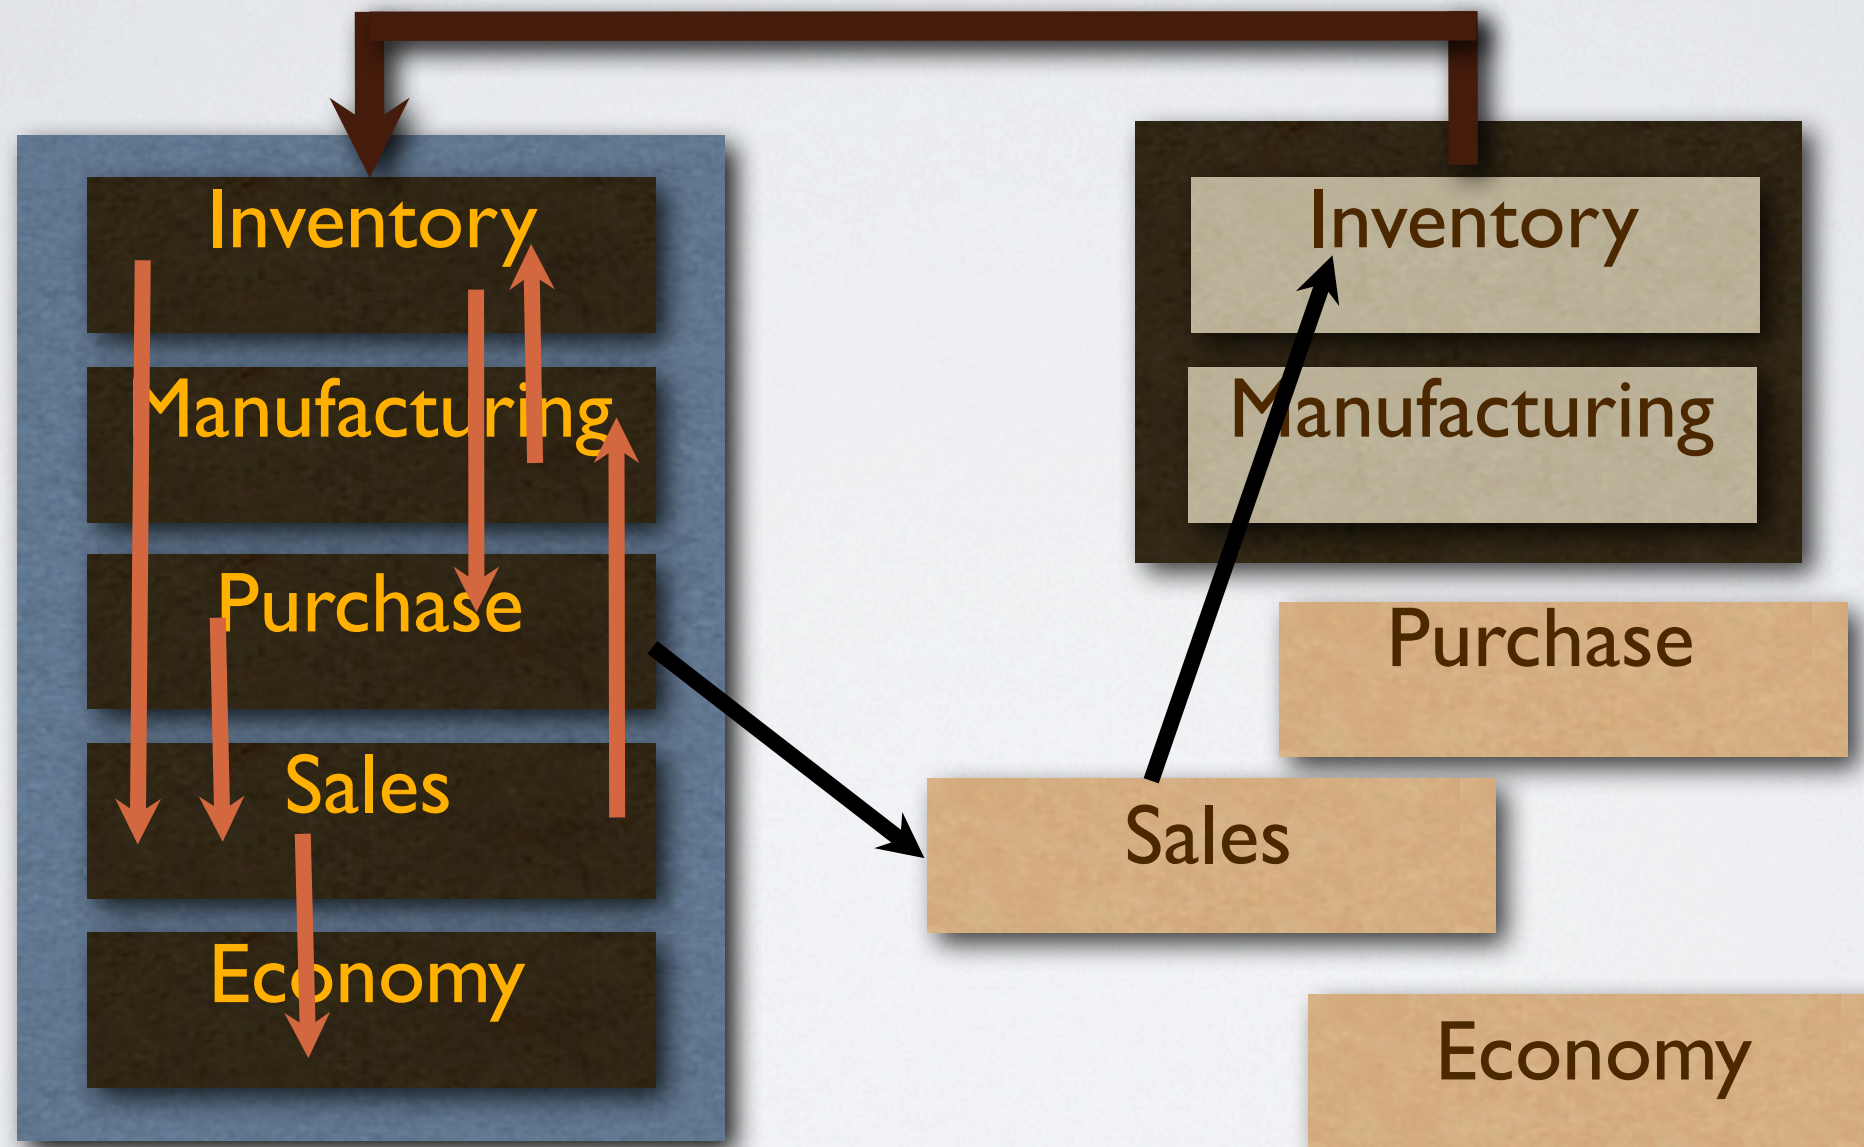 Inventory
Manufacturing
Purchase
Sales
Economy
Inventory
Manufacturing
Purchase
Sales
Economy